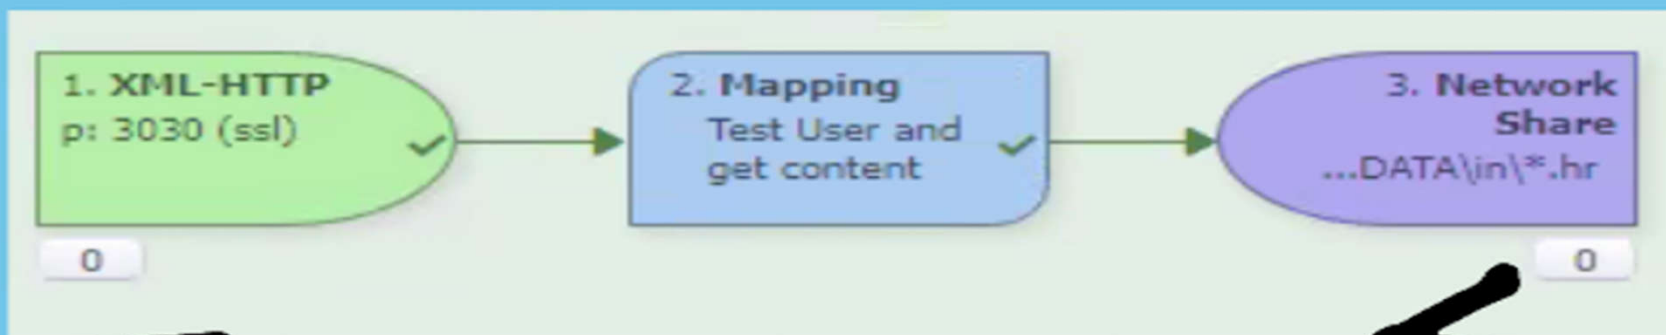 1. XML-HTTP
p: 3030 (ssl)
0
2. Mapping
Test User and
get content
3. Network
Share
...DATA\in\*.hr
0